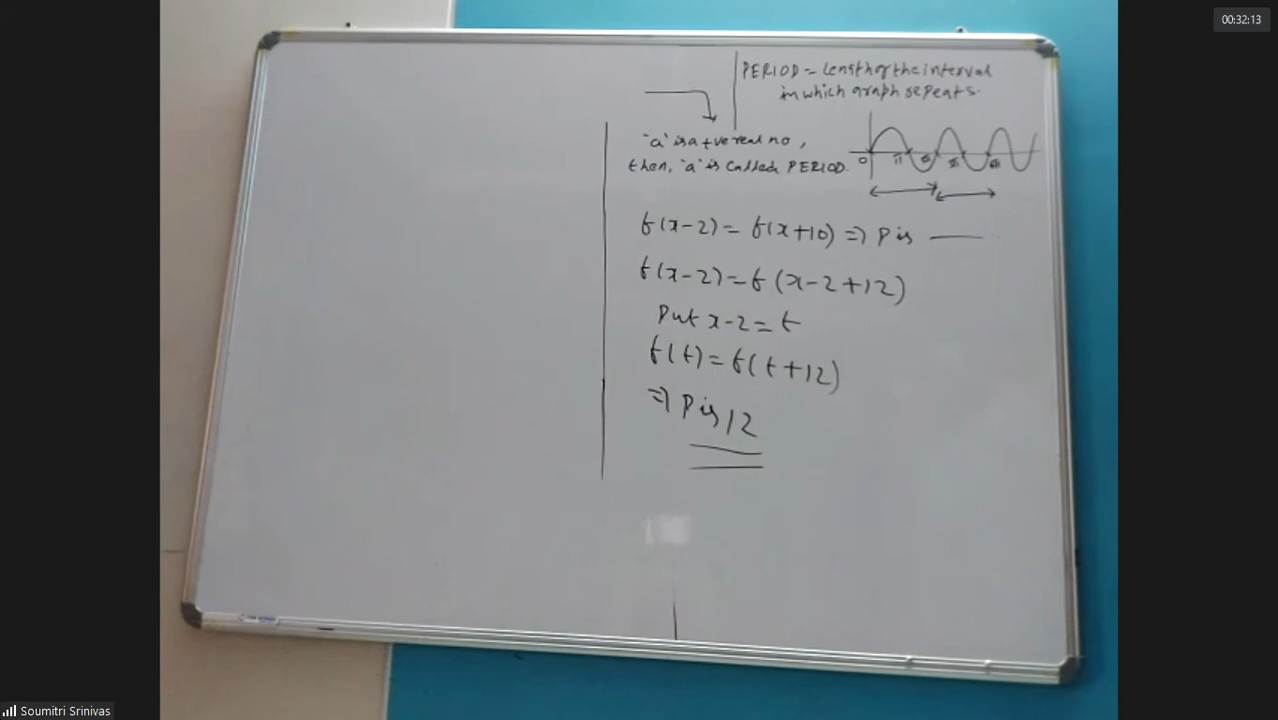 00:32:13
PERIOD = length of the interval
in which graph repeats.
"a" is a +ve real no,
then, "a" is called PERIOD.
0 π
f(x-2) = f(x+10) => P is ____
f(x-2) = f(x-2+12)
Put x-2 = t
f(t) = f(t+12)
=> P is 12
Soumitri Srinivas